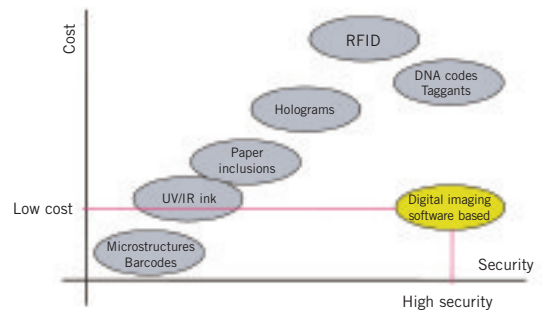 Cost
RFID
DNA codes
Taggants
Holograms
Paper
inclusions
UV/IR ink
Digital imaging
software based
Low cost
Microstructures
Barcodes
Security
High security